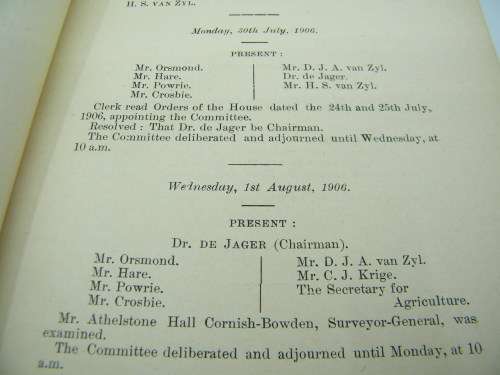 H. S. VAN ZYL.
Monday, 30th July, 1906.
PRESENT :
Mr. Orsmond.
Mr. Hare.
Mr. Powrie.
Mr. Crosbie.
Mr. D. J. A. van Zyl.
Dr. de Jager.
Mr. H. S. van Zyl.
Clerk read Orders of the House dated the 24th and 25th July,
1906, appointing the Committee.
Resolved : That Dr. de Jager be Chairman.
The Committee deliberated and adjourned until Wednesday, at
10 a.m.
Wednesday, 1st August, 1906.
PRESENT :
Dr. DE JAGER (Chairman).
Mr. Orsmond.
Mr. Hare.
Mr. Powrie.
Mr. Crosbie.
Mr. D. J. A. van Zyl.
Mr. C. J. Krige.
The Secretary for
Agriculture.
Mr. Athelstone Hall Cornish-Bowden, Surveyor-General, was
examined.
The Committee deliberated and adjourned until Monday, at 10
a.m.